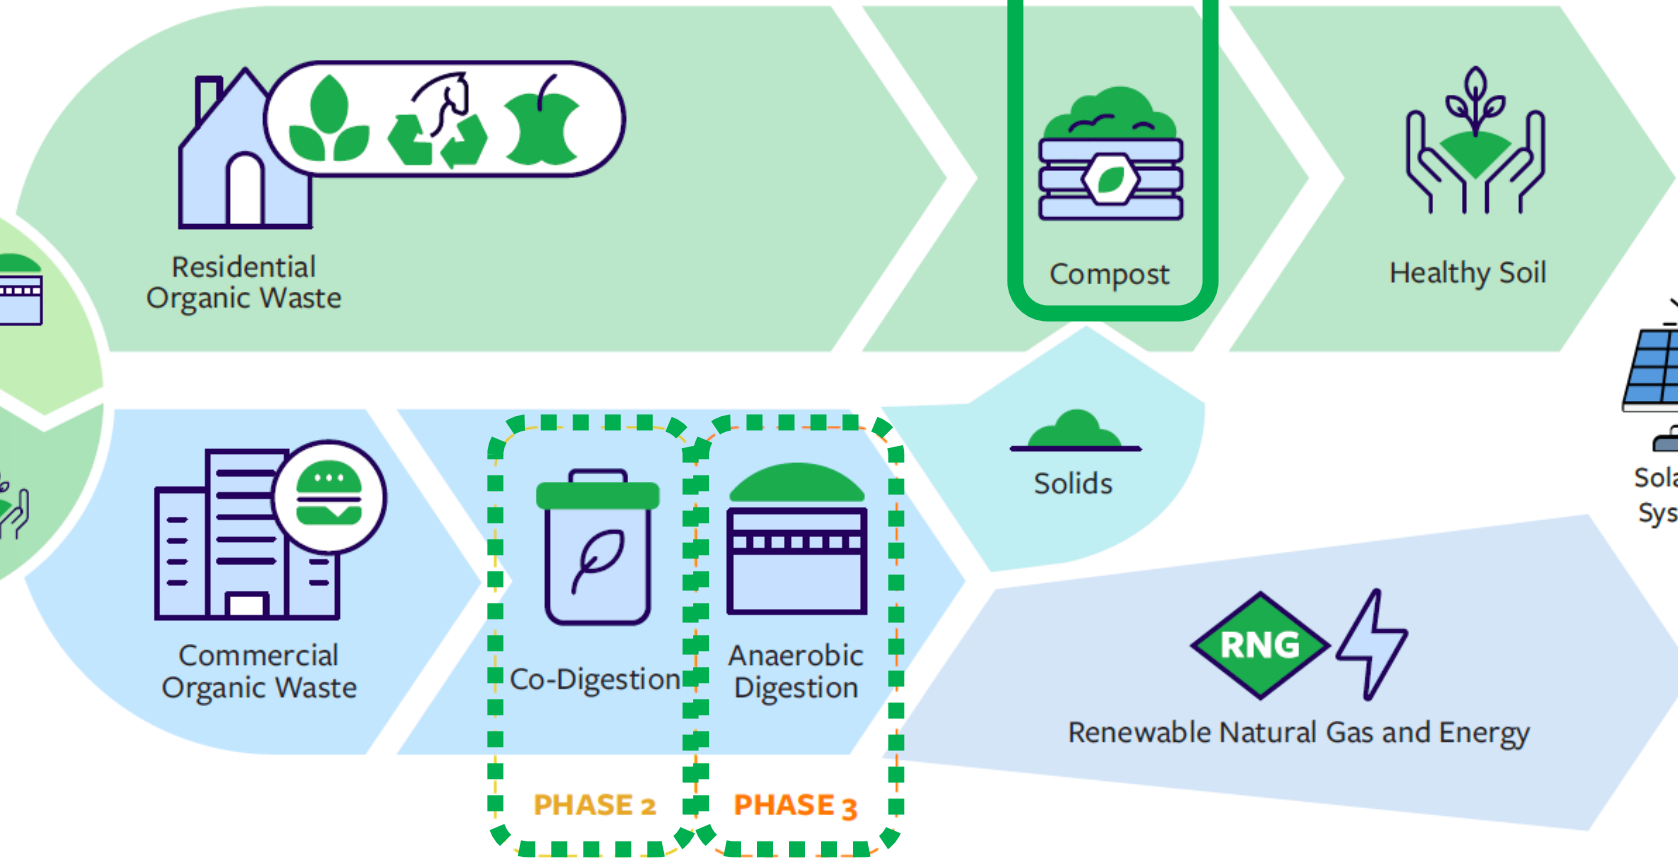 Residential
Organic Waste
Compost
Healthy Soil
Solids
Commercial
Organic Waste
Co-Digestion
Anaerobic
Digestion
RNG
Renewable Natural Gas and Energy
PHASE 2
PHASE 3